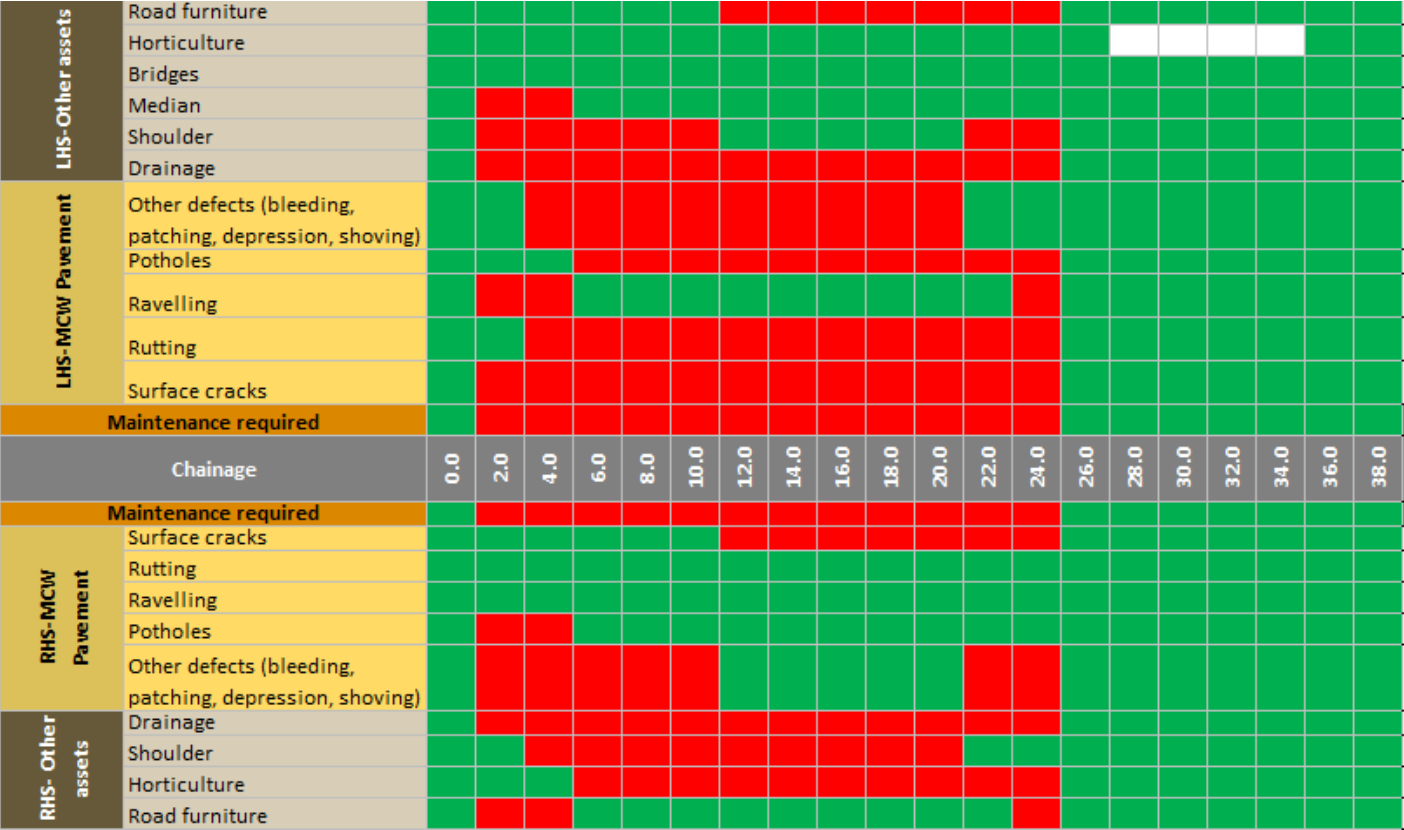 LHS-Other assets
Road furniture
Horticulture
Bridges
Median
Shoulder
Drainage
LHS-MCW Pavement
Other defects (bleeding,
patching, depression, shoving)
Potholes
Ravelling
Rutting
Surface cracks
Maintenance required
Chainage 0.0 2.0 4.0 6.0 8.0 10.0 12.0 14.0 16.0 18.0 20.0 22.0 24.0 26.0 28.0 30.0 32.0 34.0 36.0 38.0
Maintenance required
RHS-MCW
Pavement
Surface cracks
Rutting
Ravelling
Potholes
Other defects (bleeding,
patching, depression, shoving)
RHS- Other
assets
Drainage
Shoulder
Horticulture
Road furniture